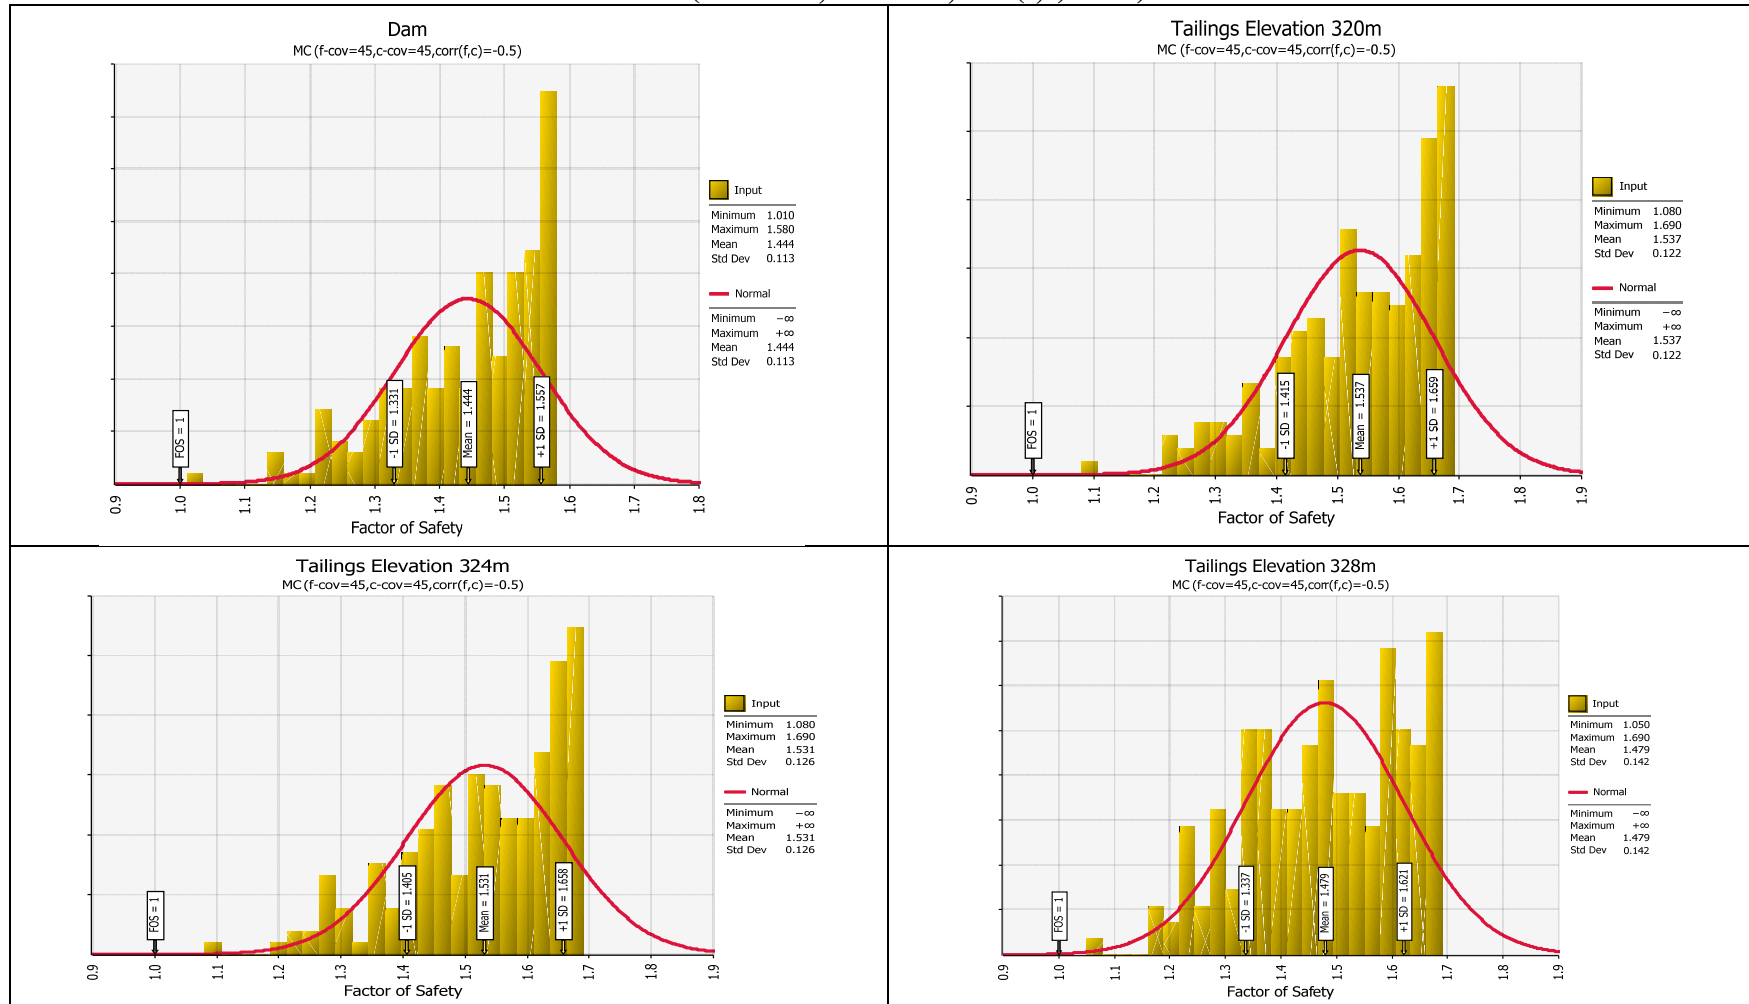 Dam
MC (f-cov=45,c-cov=45,corr(f,c)=-0.5)
FOS = 1
-1 SD = 1.331
Mean = 1.444
+1 SD = 1.557
0.9 1.0 1.1 1.2 1.3 1.4 1.5 1.6 1.7 1.8
Factor of Safety
Input
Minimum 1.010
Maximum 1.580
Mean 1.444
Std Dev 0.113
Normal
Minimum −∞
Maximum +∞
Mean 1.444
Std Dev 0.113
Tailings Elevation 320m
MC (f-cov=45,c-cov=45,corr(f,c)=-0.5)
FOS = 1
-1 SD = 1.415
Mean = 1.537
+1 SD = 1.659
0.9 1.0 1.1 1.2 1.3 1.4 1.5 1.6 1.7 1.8 1.9
Factor of Safety
Input
Minimum 1.080
Maximum 1.690
Mean 1.537
Std Dev 0.122
Normal
Minimum −∞
Maximum +∞
Mean 1.537
Std Dev 0.122
Tailings Elevation 324m
MC (f-cov=45,c-cov=45,corr(f,c)=-0.5)
FOS = 1
-1 SD = 1.405
Mean = 1.531
+1 SD = 1.658
0.9 1.0 1.1 1.2 1.3 1.4 1.5 1.6 1.7 1.8 1.9
Factor of Safety
Input
Minimum 1.080
Maximum 1.690
Mean 1.531
Std Dev 0.126
Normal
Minimum −∞
Maximum +∞
Mean 1.531
Std Dev 0.126
Tailings Elevation 328m
MC (f-cov=45,c-cov=45,corr(f,c)=-0.5)
FOS = 1
-1 SD = 1.337
Mean = 1.479
+1 SD = 1.621
0.9 1.0 1.1 1.2 1.3 1.4 1.5 1.6 1.7 1.8 1.9
Factor of Safety
Input
Minimum 1.050
Maximum 1.690
Mean 1.479
Std Dev 0.142
Normal
Minimum −∞
Maximum +∞
Mean 1.479
Std Dev 0.142